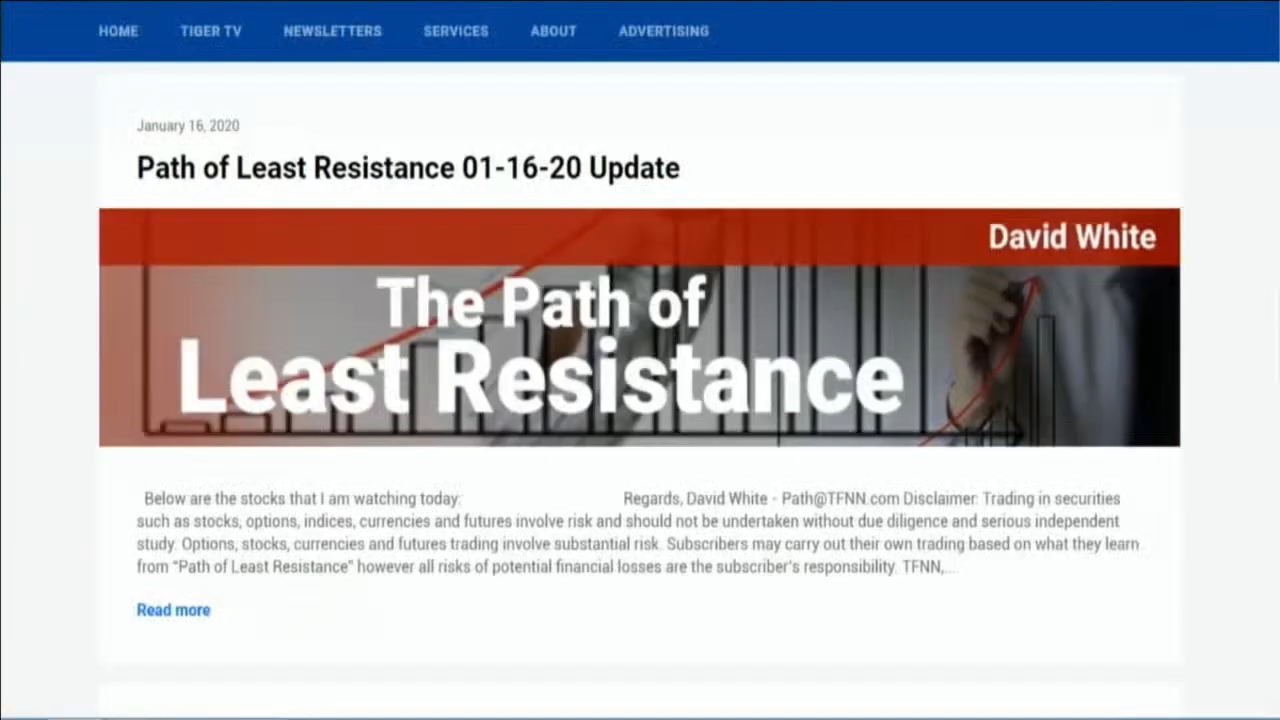 HOME TIGER TV NEWSLETTERS SERVICES ABOUT ADVERTISING
January 16, 2020
Path of Least Resistance 01-16-20 Update
David White
The Path of
Least Resistance
Below are the stocks that I am watching today: Regards, David White - Path@TFNN.com Disclaimer: Trading in securities
such as stocks, options, indices, currencies and futures involve risk and should not be undertaken without due diligence and serious independent
study. Options, stocks, currencies and futures trading involve substantial risk. Subscribers may carry out their own trading based on what they learn
from “Path of Least Resistance” however all risks of potential financial losses are the subscriber’s responsibility. TFNN,...
Read more